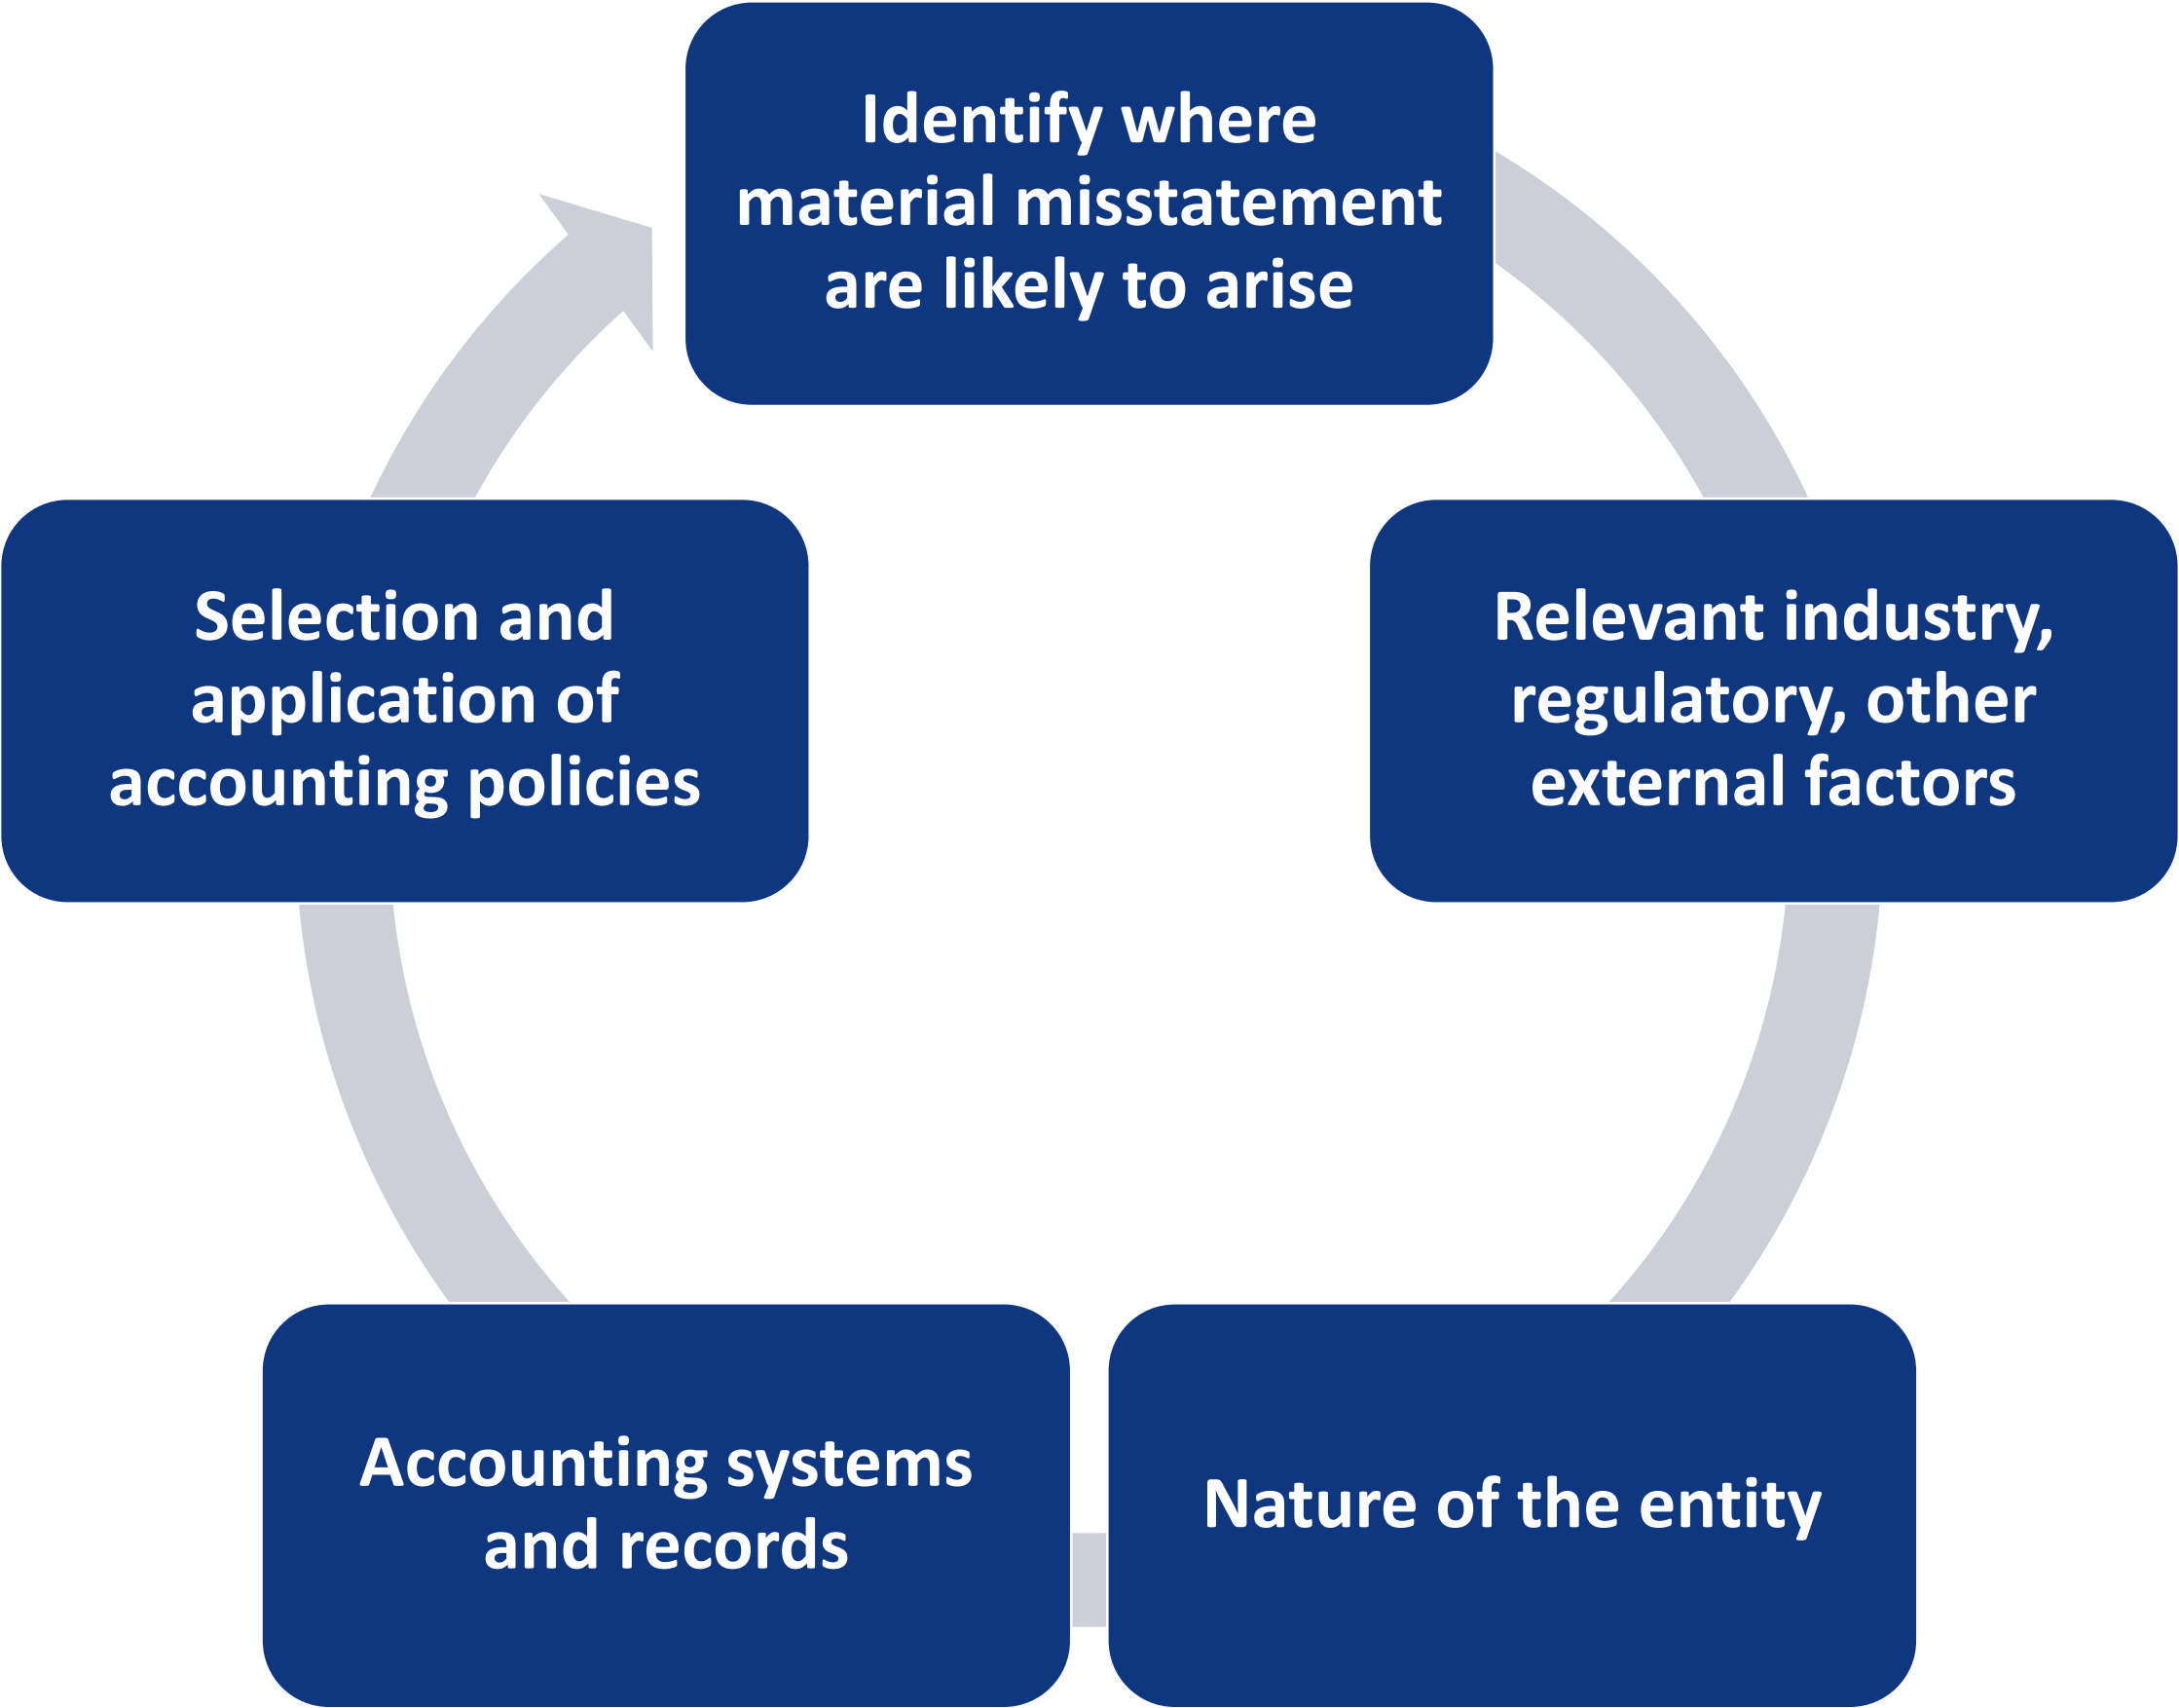 Identify where
material misstatement
are likely to arise
Relevant industry,
regulatory, other
external factors
Nature of the entity
Accounting systems
and records
Selection and
application of
accounting policies